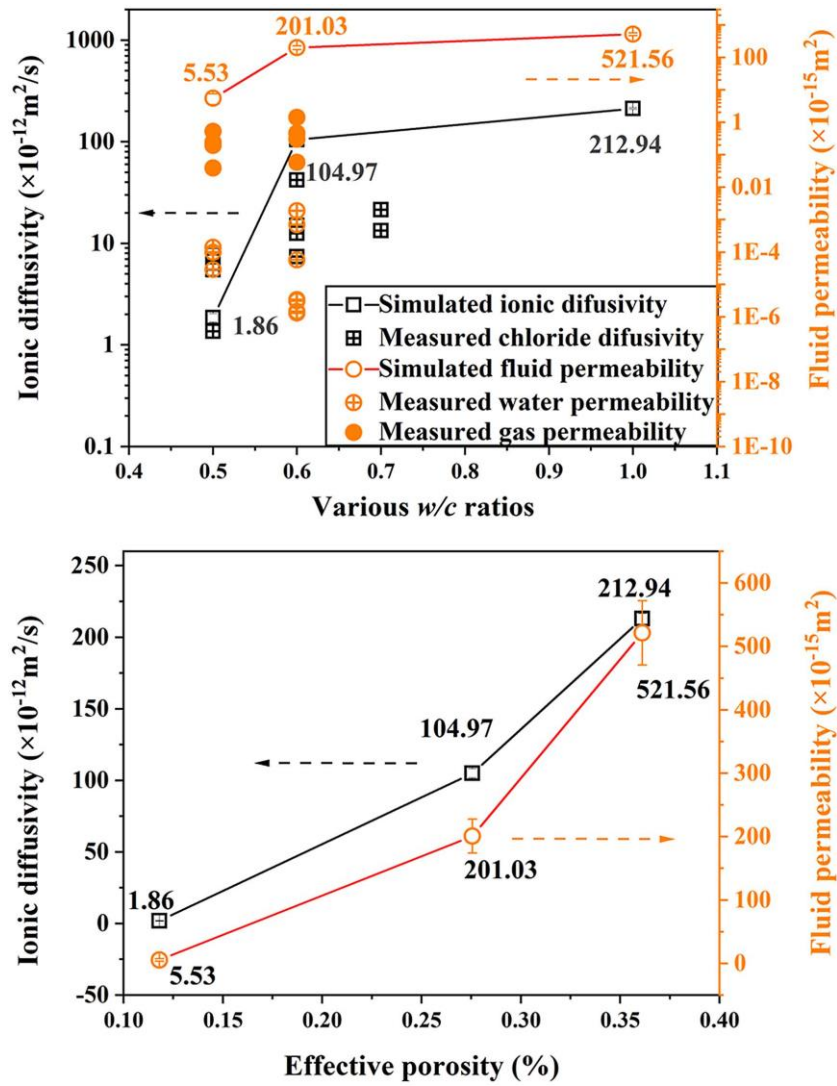 Ionic diffusivity (×10⁻¹²m²/s)
1000
100
10
1
0.1
5.53
201.03
521.56
104.97
212.94
1.86
Simulated ionic difusivity
Measured chloride difusivity
Simulated fluid permeability
Measured water permeability
Measured gas permeability
100
1
0.01
1E-4
1E-6
1E-8
1E-10
Fluid permeability (×10⁻¹⁵m²)
0.4 0.5 0.6 0.7 0.8 0.9 1.0 1.1
Various w/c ratios
Ionic diffusivity (×10⁻¹²m²/s)
250
200
150
100
50
0
-50
212.94
521.56
104.97
201.03
1.86
5.53
600
500
400
300
200
100
0
Fluid permeability (×10⁻¹⁵m²)
0.10 0.15 0.20 0.25 0.30 0.35 0.40
Effective porosity (%)